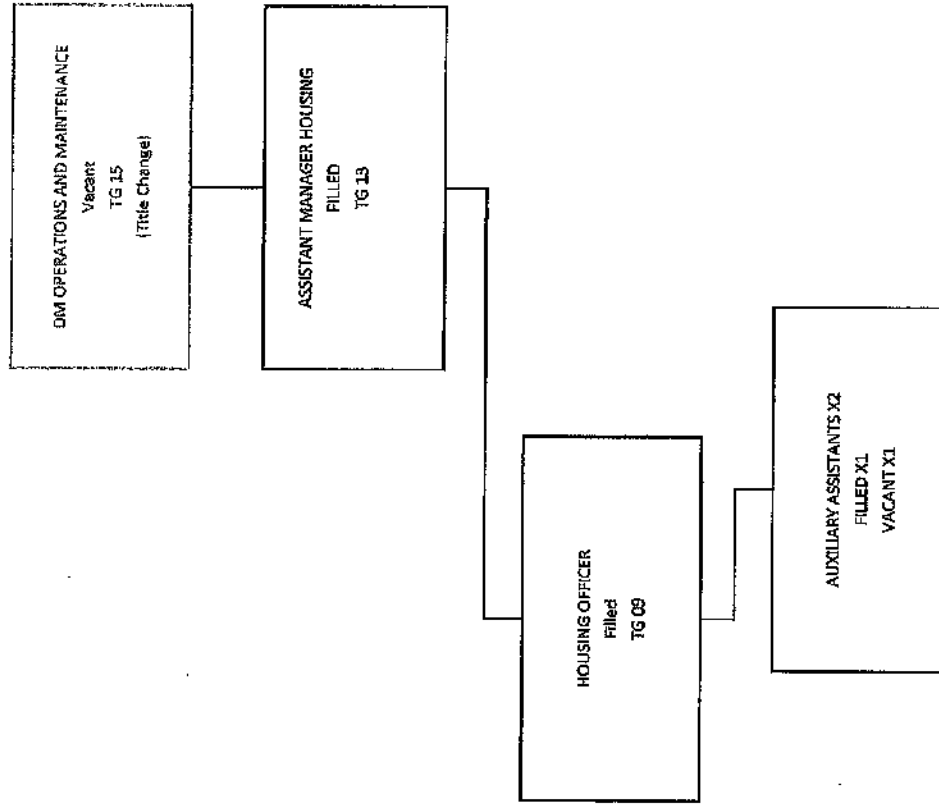 DM OPERATIONS AND MAINTENANCE
Vacant
TG 15
(Title Change)
ASSISTANT MANAGER HOUSING
FILLED
TG 13
HOUSING OFFICER
Filled
TG 09
AUXILIARY ASSISTANTS X2
FILLED X1
VACANT X1